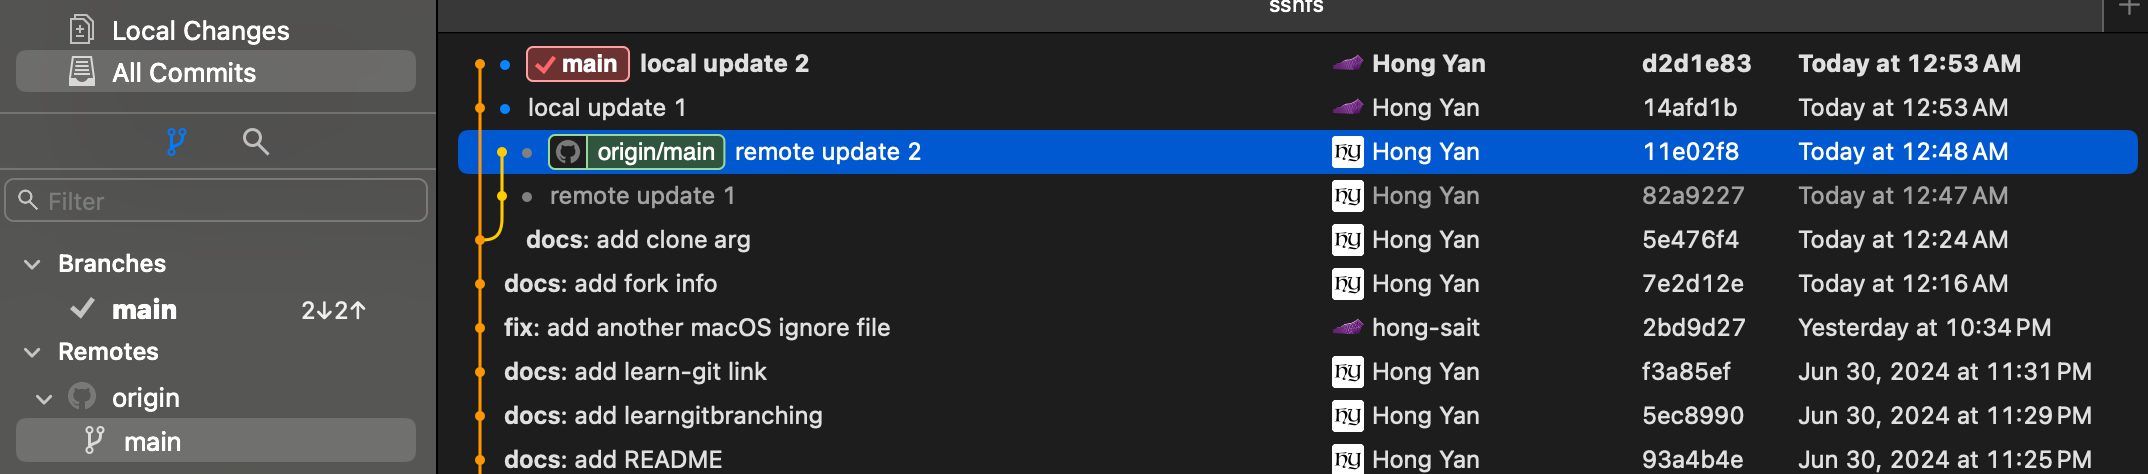 sshfs
Local Changes
All Commits
Filter
Branches
main 2↓2↑
Remotes
origin
main
main local update 2 Hong Yan d2d1e83 Today at 12:53 AM
local update 1 Hong Yan 14afd1b Today at 12:53 AM
origin/main remote update 2 HY Hong Yan 11e02f8 Today at 12:48 AM
remote update 1 HY Hong Yan 82a9227 Today at 12:47 AM
docs: add clone arg HY Hong Yan 5e476f4 Today at 12:24 AM
docs: add fork info HY Hong Yan 7e2d12e Today at 12:16 AM
fix: add another macOS ignore file hong-sait 2bd9d27 Yesterday at 10:34 PM
docs: add learn-git link HY Hong Yan f3a85ef Jun 30, 2024 at 11:31 PM
docs: add learngitbranching HY Hong Yan 5ec8990 Jun 30, 2024 at 11:29 PM
docs: add README HY Hong Yan 93a4b4e Jun 30, 2024 at 11:25 PM